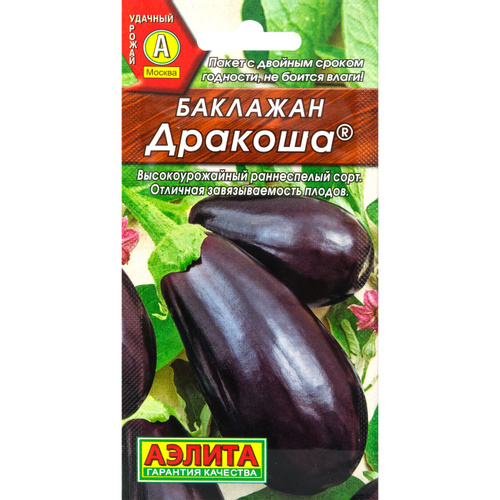 УДАЧНЫЙ
УРОЖАЙ
А
Москва
Пакет с двойным сроком
годности, не боится влаги!
БАКЛАЖАН
Дракоша®
Высокоурожайный раннеспелый сорт.
Отличная завязываемость плодов.
АЭЛИТА
ГАРАНТИЯ КАЧЕСТВА